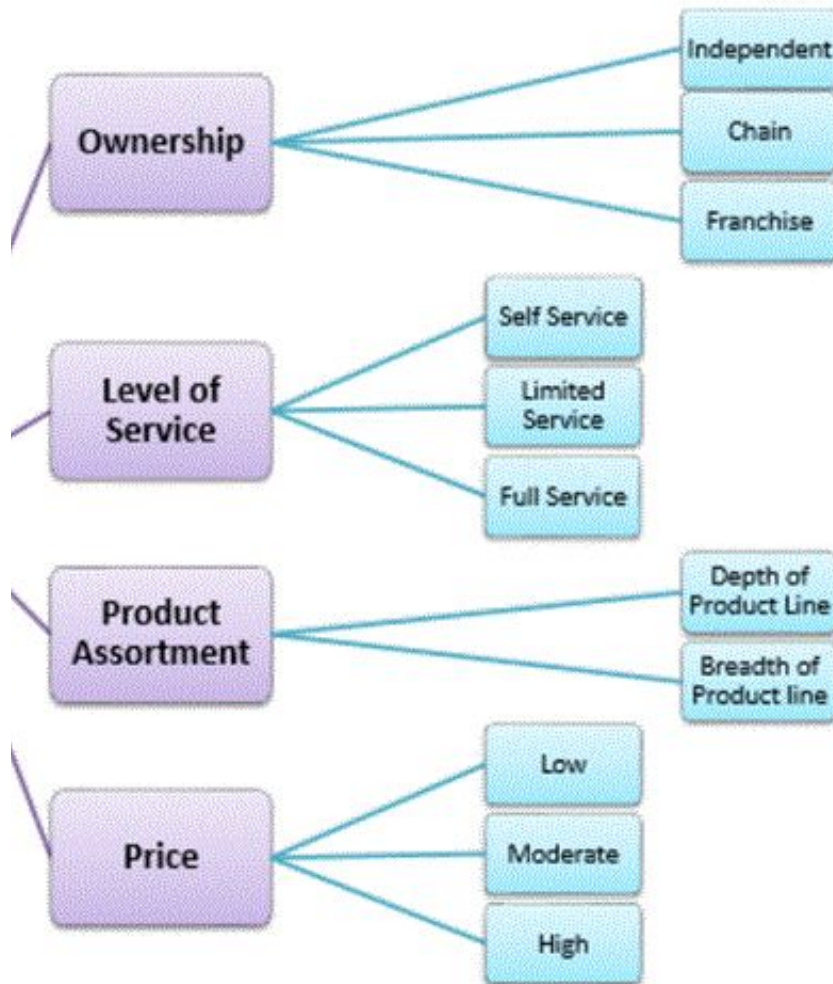 Ownership
Independent
Chain
Franchise
Level of
Service
Self Service
Limited
Service
Full Service
Product
Assortment
Depth of
Product Line
Breadth of
Product line
Price
Low
Moderate
High